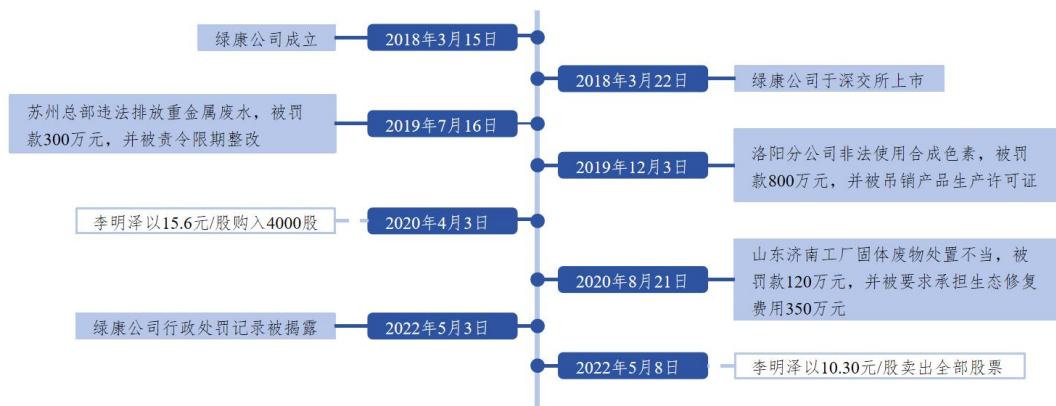 绿康公司成立
2018年3月15日
2018年3月22日
绿康公司于深交所上市
苏州总部违法排放重金属废水，被罚
款300万元，并被责令限期整改
2019年7月16日
2019年12月3日
洛阳分公司非法使用合成色素，被罚
款800万元，并被吊销产品生产许可证
李明泽以15.6元/股购入4000股
2020年4月3日
2020年8月21日
山东济南工厂固体废物处置不当，被
罚款120万元，并被要求承担生态修复
费用350万元
绿康公司行政处罚记录被揭露
2022年5月3日
2022年5月8日
李明泽以10.30元/股卖出全部股票